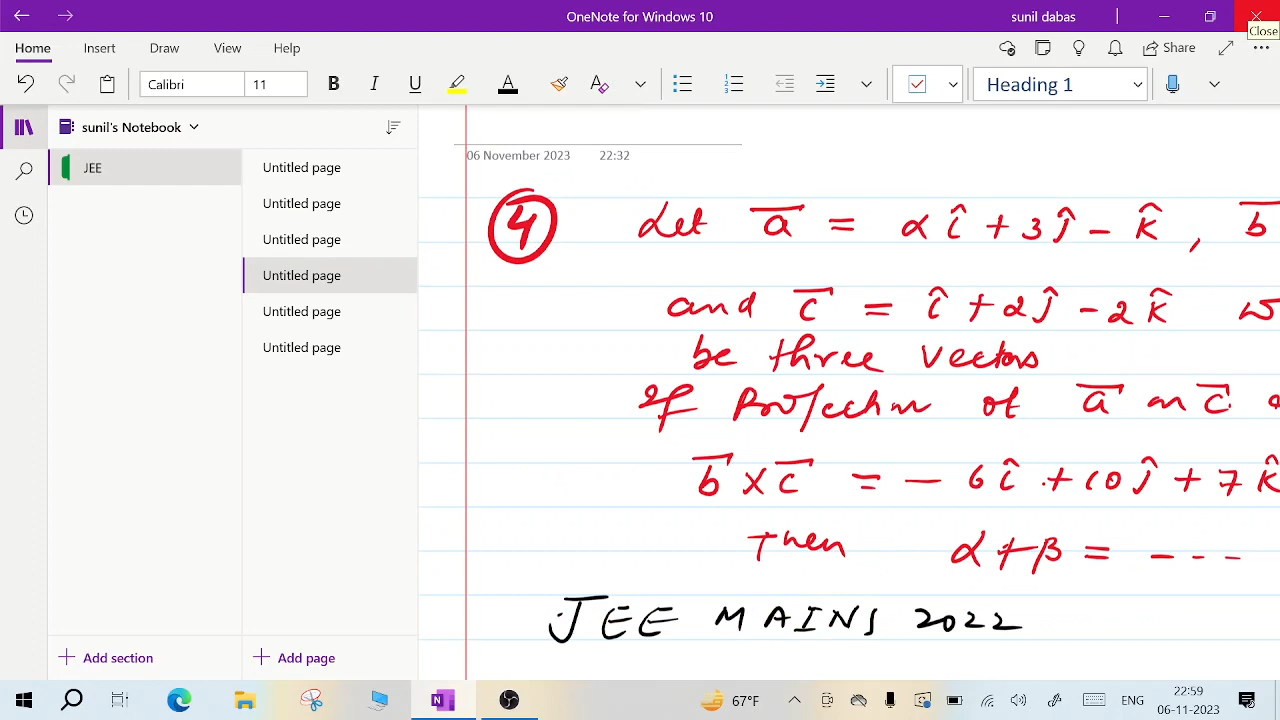 OneNote for Windows 10
sunil dabas
Close
Home Insert Draw View Help
Share
Calibri 11 B I U A Heading 1
sunil's Notebook
JEE
Untitled page
Untitled page
Untitled page
Untitled page
Untitled page
Untitled page
Add section
Add page
06 November 2023 22:32
④ Let a̅ = αî + 3ĵ - k̂ , b̅
and c̅ = î + 2ĵ - 2k̂
be three vectors
If Projection of a̅ on c̅
b̅ × c̅ = - 6î + 10ĵ + 7k̂
Then α + β = - - - -
JEE MAINS 2022
67°F
ENG
22:59
06-11-2023